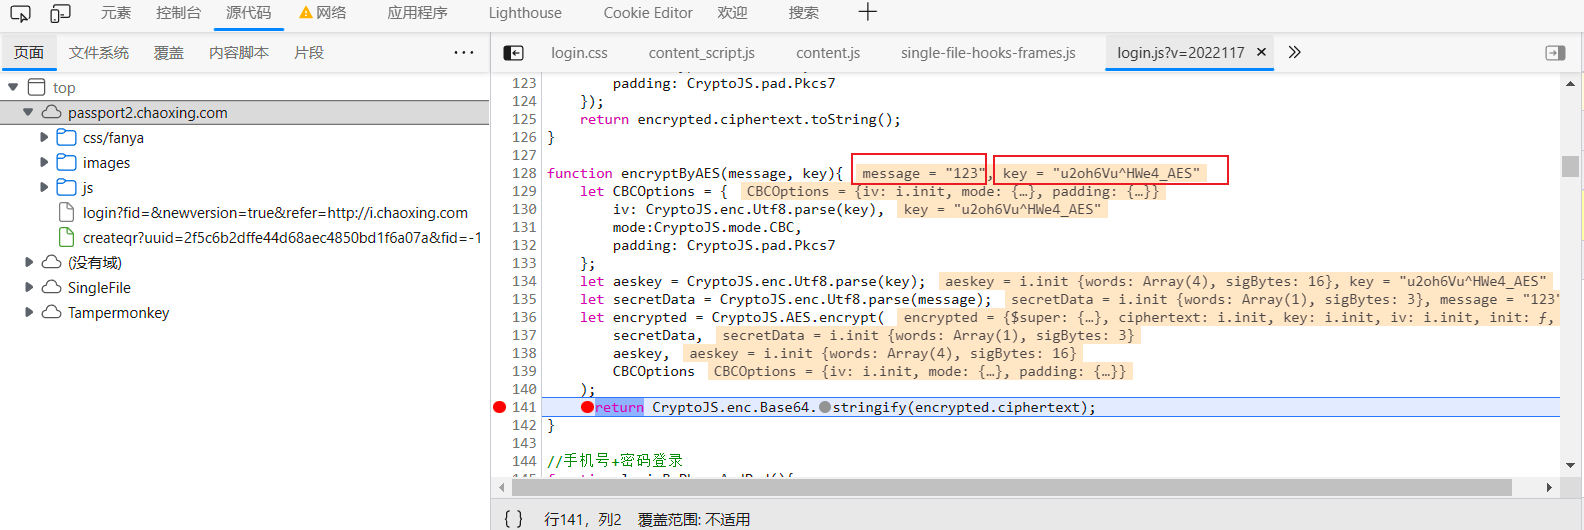 元素 控制台 源代码 网络 应用程序 Lighthouse Cookie Editor 欢迎 搜索
页面 文件系统 覆盖 内容脚本 片段 ...
login.css content_script.js content.js single-file-hooks-frames.js login.js?v=2022117
top
passport2.chaoxing.com
css/fanya
images
js
login?fid=&newversion=true&refer=http://i.chaoxing.com
createqr?uuid=2f5c6b2dffe44d68aec4850bd1f6a07a&fid=-1
(没有域)
SingleFile
Tampermonkey
123 padding: CryptoJS.pad.Pkcs7
124 });
125 return encrypted.ciphertext.toString();
126 }
127
128 function encryptByAES(message, key){ message = "123", key = "u2oh6Vu^HWe4_AES"
129 let CBCOptions = { CBCOptions = {iv: i.init, mode: {…}, padding: {…}}
130 iv: CryptoJS.enc.Utf8.parse(key), key = "u2oh6Vu^HWe4_AES"
131 mode:CryptoJS.mode.CBC,
132 padding: CryptoJS.pad.Pkcs7
133 };
134 let aeskey = CryptoJS.enc.Utf8.parse(key); aeskey = i.init {words: Array(4), sigBytes: 16}, key = "u2oh6Vu^HWe4_AES"
135 let secretData = CryptoJS.enc.Utf8.parse(message); secretData = i.init {words: Array(1), sigBytes: 3}, message = "123"
136 let encrypted = CryptoJS.AES.encrypt( encrypted = {$super: {…}, ciphertext: i.init, key: i.init, iv: i.init, init: ƒ,
137 secretData, secretData = i.init {words: Array(1), sigBytes: 3}
138 aeskey, aeskey = i.init {words: Array(4), sigBytes: 16}
139 CBCOptions CBCOptions = {iv: i.init, mode: {…}, padding: {…}}
140 );
141 return CryptoJS.enc.Base64.stringify(encrypted.ciphertext);
142 }
143
144 //手机号+密码登录
{ } 行141，列2 覆盖范围: 不适用